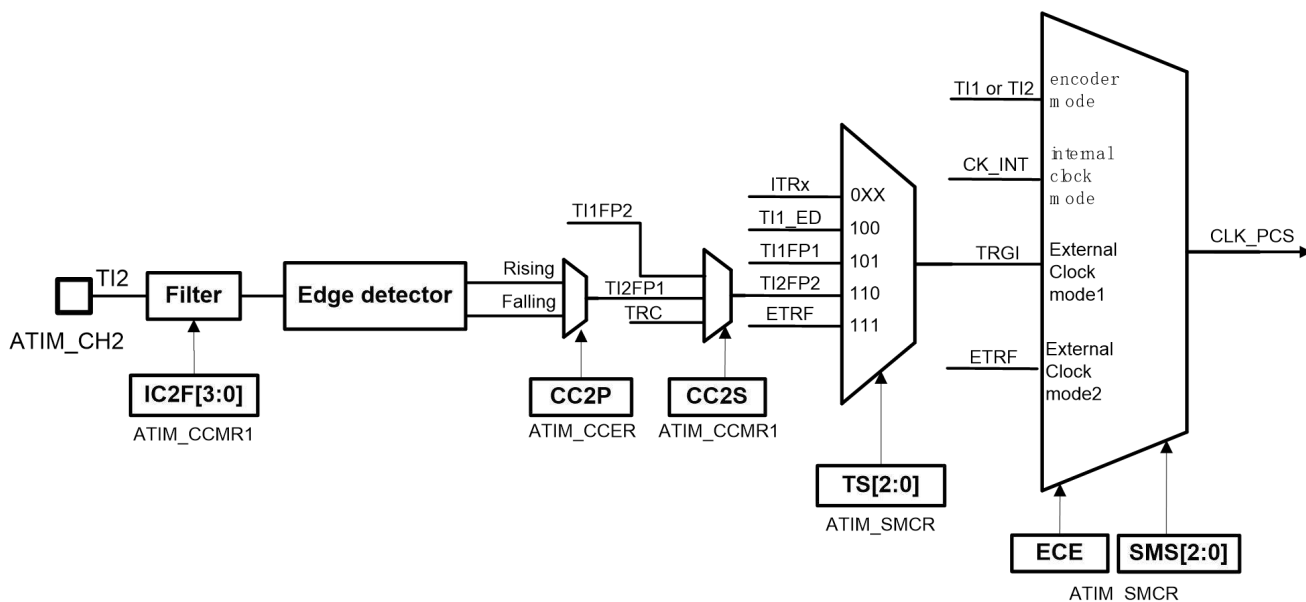 TI2
ATIM_CH2
Filter
IC2F[3:0]
ATIM_CCMR1
Edge detector
Rising
Falling
CC2P
ATIM_CCER
TI1FP2
TI2FP1
TRC
CC2S
ATIM_CCMR1
ITRx
TI1_ED
TI1FP1
TI2FP2
ETRF
0XX
100
101
110
111
TS[2:0]
ATIM_SMCR
TI1 or TI2
CK_INT
TRGI
ETRF
encoder
mode
internal
clock
mode
External
Clock
mode1
External
Clock
mode2
CLK_PCS
ECE
SMS[2:0]
ATIM_SMCR